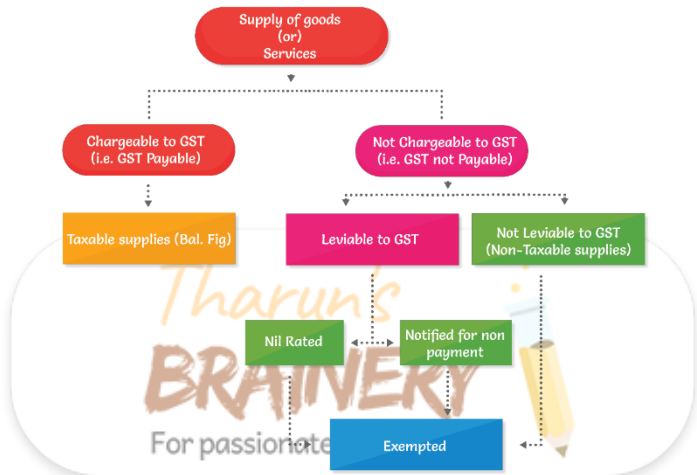 Supply of goods
(or)
Services
Chargeable to GST
(i.e. GST Payable)
Not Chargeable to GST
(i.e. GST not Payable)
Taxable supplies (Bal. Fig)
Leviable to GST
Not Leviable to GST
(Non-Taxable supplies)
Tharun's
Nil Rated
Notified for non
payment
BRAINERY
For passionate
Exempted